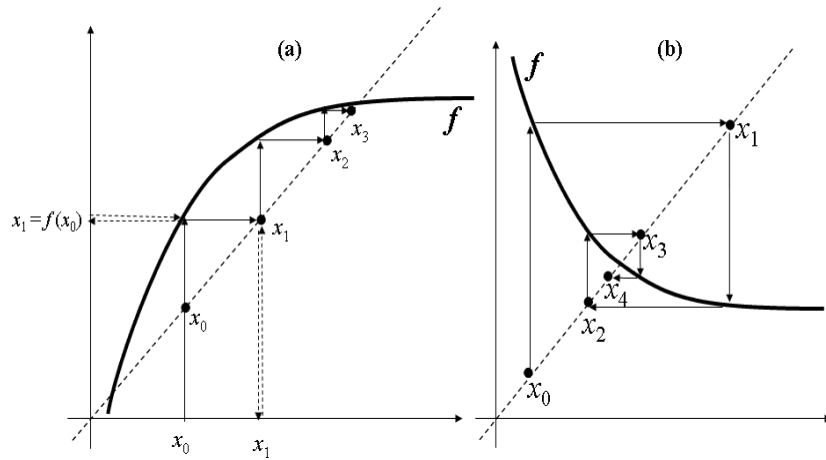 (a)
f
x₃
x₂
x₁ = f(x₀)
x₁
x₀
x₀
x₁
(b)
f
x₁
x₃
x₄
x₂
x₀